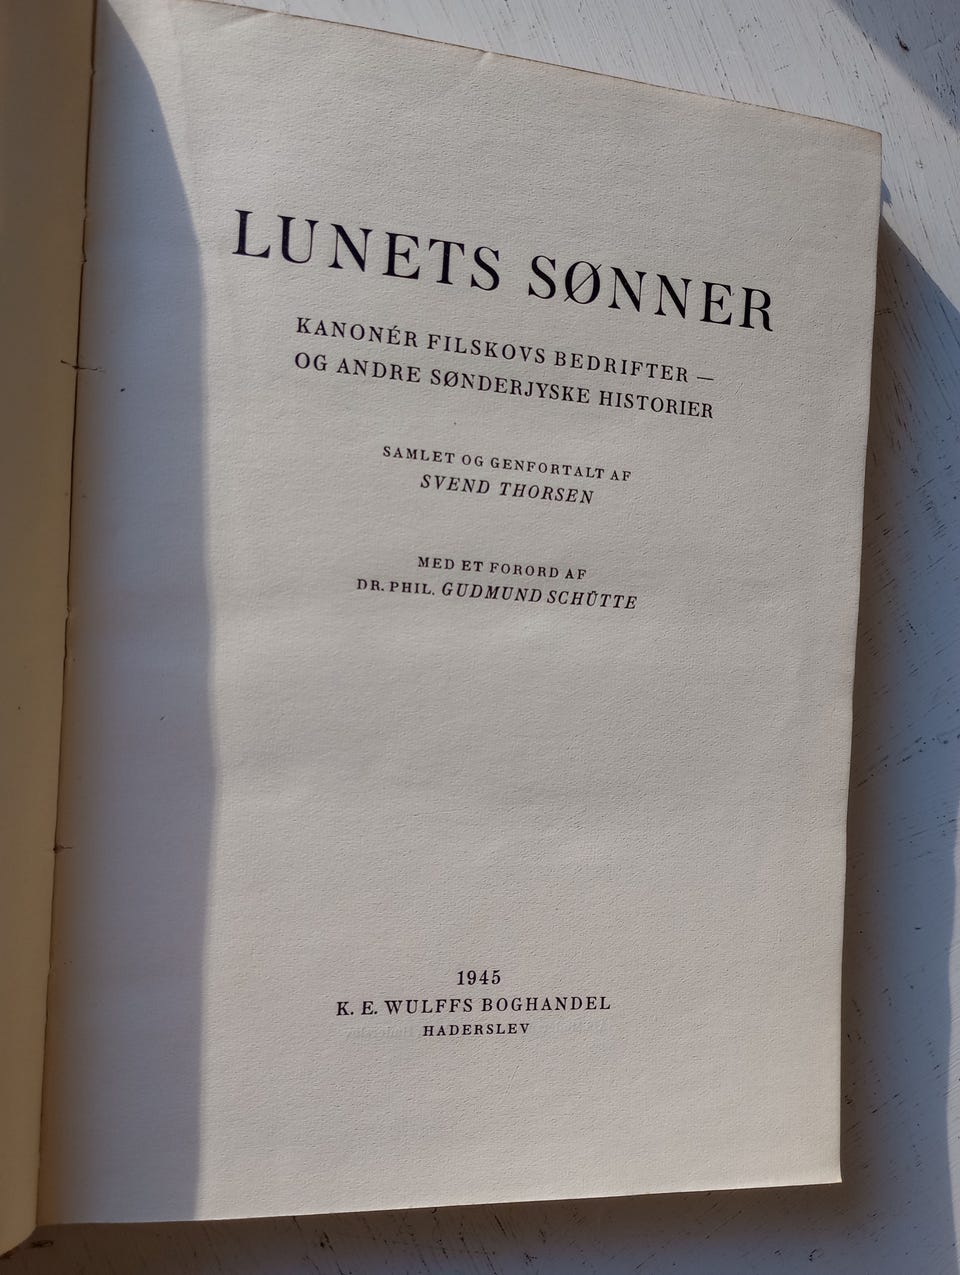 LUNETS SØNNER
KANONÉR FILSKOVS BEDRIFTER —
OG ANDRE SØNDERJYSKE HISTORIER
SAMLET OG GENFORTALT AF
SVEND THORSEN
MED ET FORORD AF
DR. PHIL. GUDMUND SCHÜTTE
1945
K. E. WULFFS BOGHANDEL
HADERSLEV